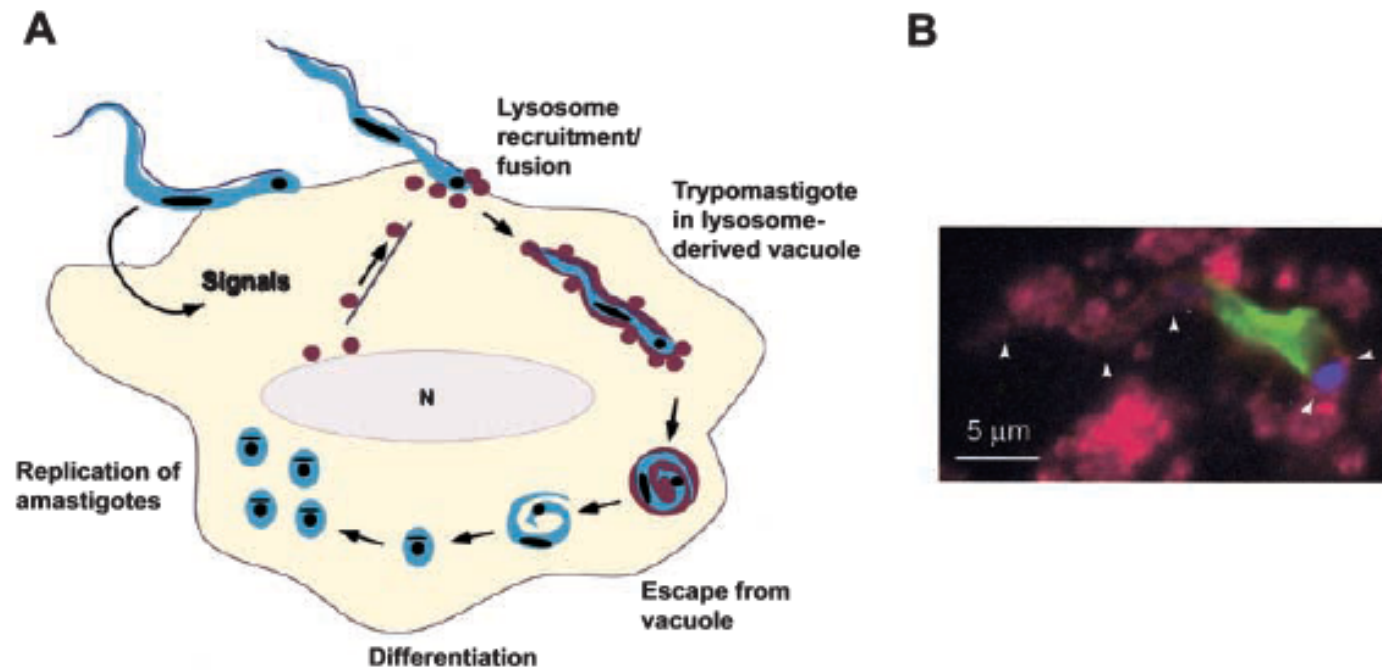 A
B
Lysosome
recruitment/
fusion
Trypomastigote
in lysosome-
derived vacuole
Signals
N
5 μm
Replication of
amastigotes
Escape from
vacuole
Differentiation